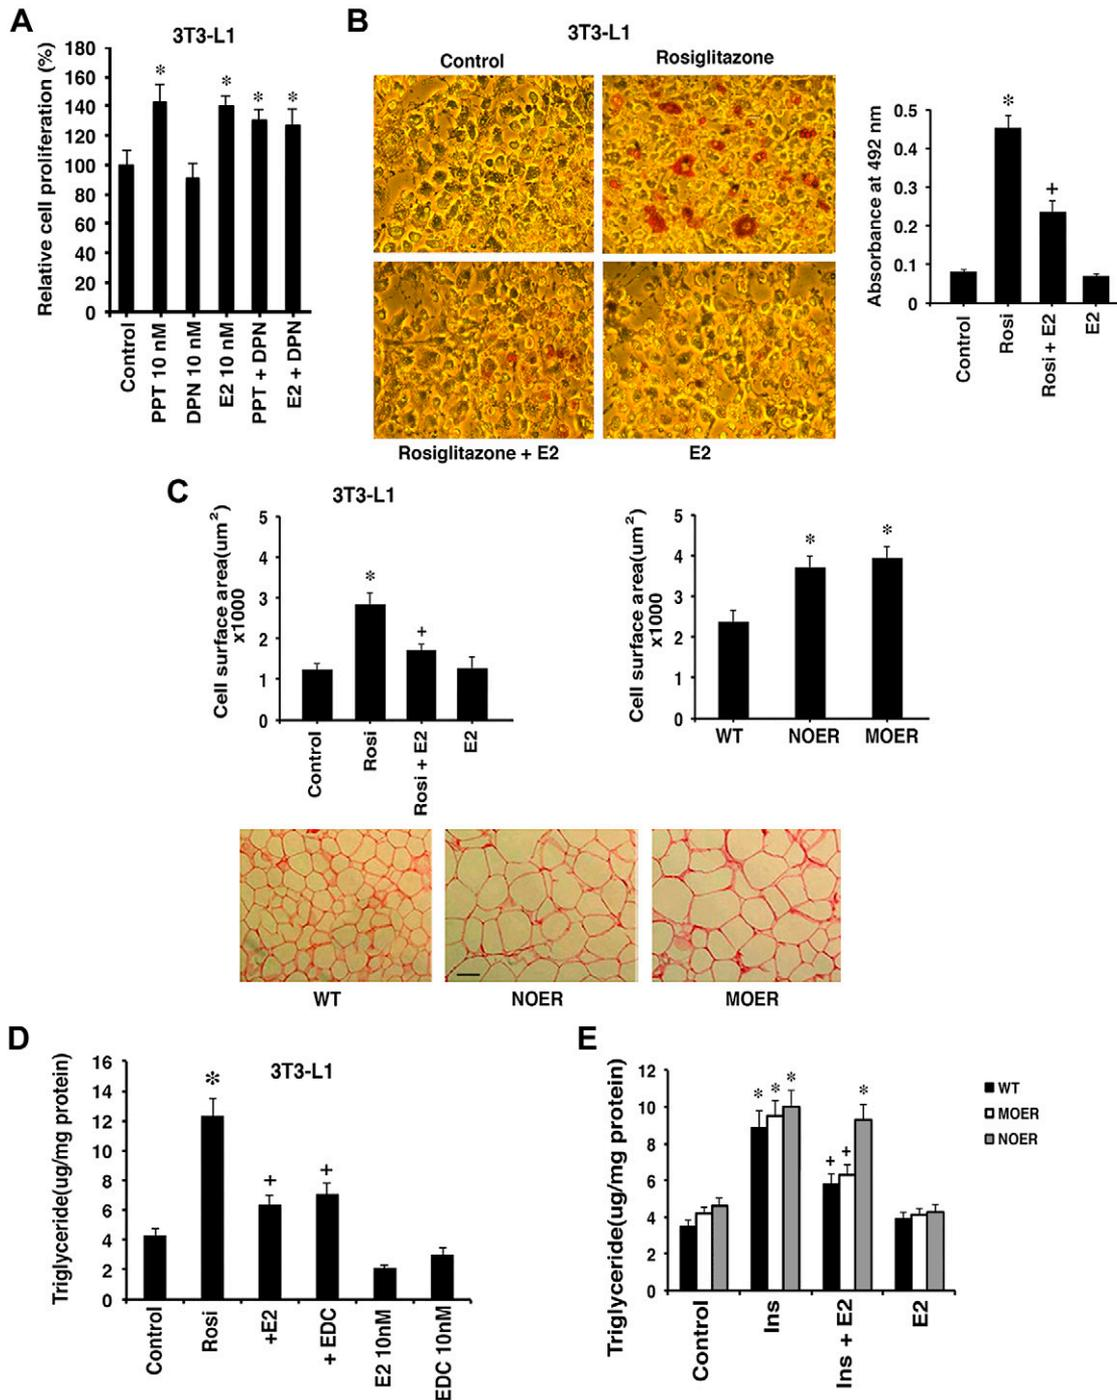 A
3T3-L1
Relative cell proliferation (%)
180
160
140
120
100
80
60
40
20
0
*
*
*
*
Control
PPT 10 nM
DPN 10 nM
E2 10 nM
PPT + DPN
E2 + DPN
B
3T3-L1
Control
Rosiglitazone
Rosiglitazone + E2
E2
Absorbance at 492 nm
0.5
0.4
0.3
0.2
0.1
0
*
+
Control
Rosi
Rosi + E2
E2
C
3T3-L1
Cell surface area(um²)
x1000
5
4
3
2
1
0
*
+
Control
Rosi
Rosi + E2
E2
Cell surface area(um²)
x1000
5
4
3
2
1
0
*
*
WT
NOER
MOER
WT
NOER
MOER
D
3T3-L1
Triglyceride(ug/mg protein)
16
14
12
10
8
6
4
2
0
*
+
+
Control
Rosi
+E2
+ EDC
E2 10nM
EDC 10nM
E
Triglyceride(ug/mg protein)
12
10
8
6
4
2
0
* * *
+ + *
Control
Ins
Ins + E2
E2
WT
MOER
NOER